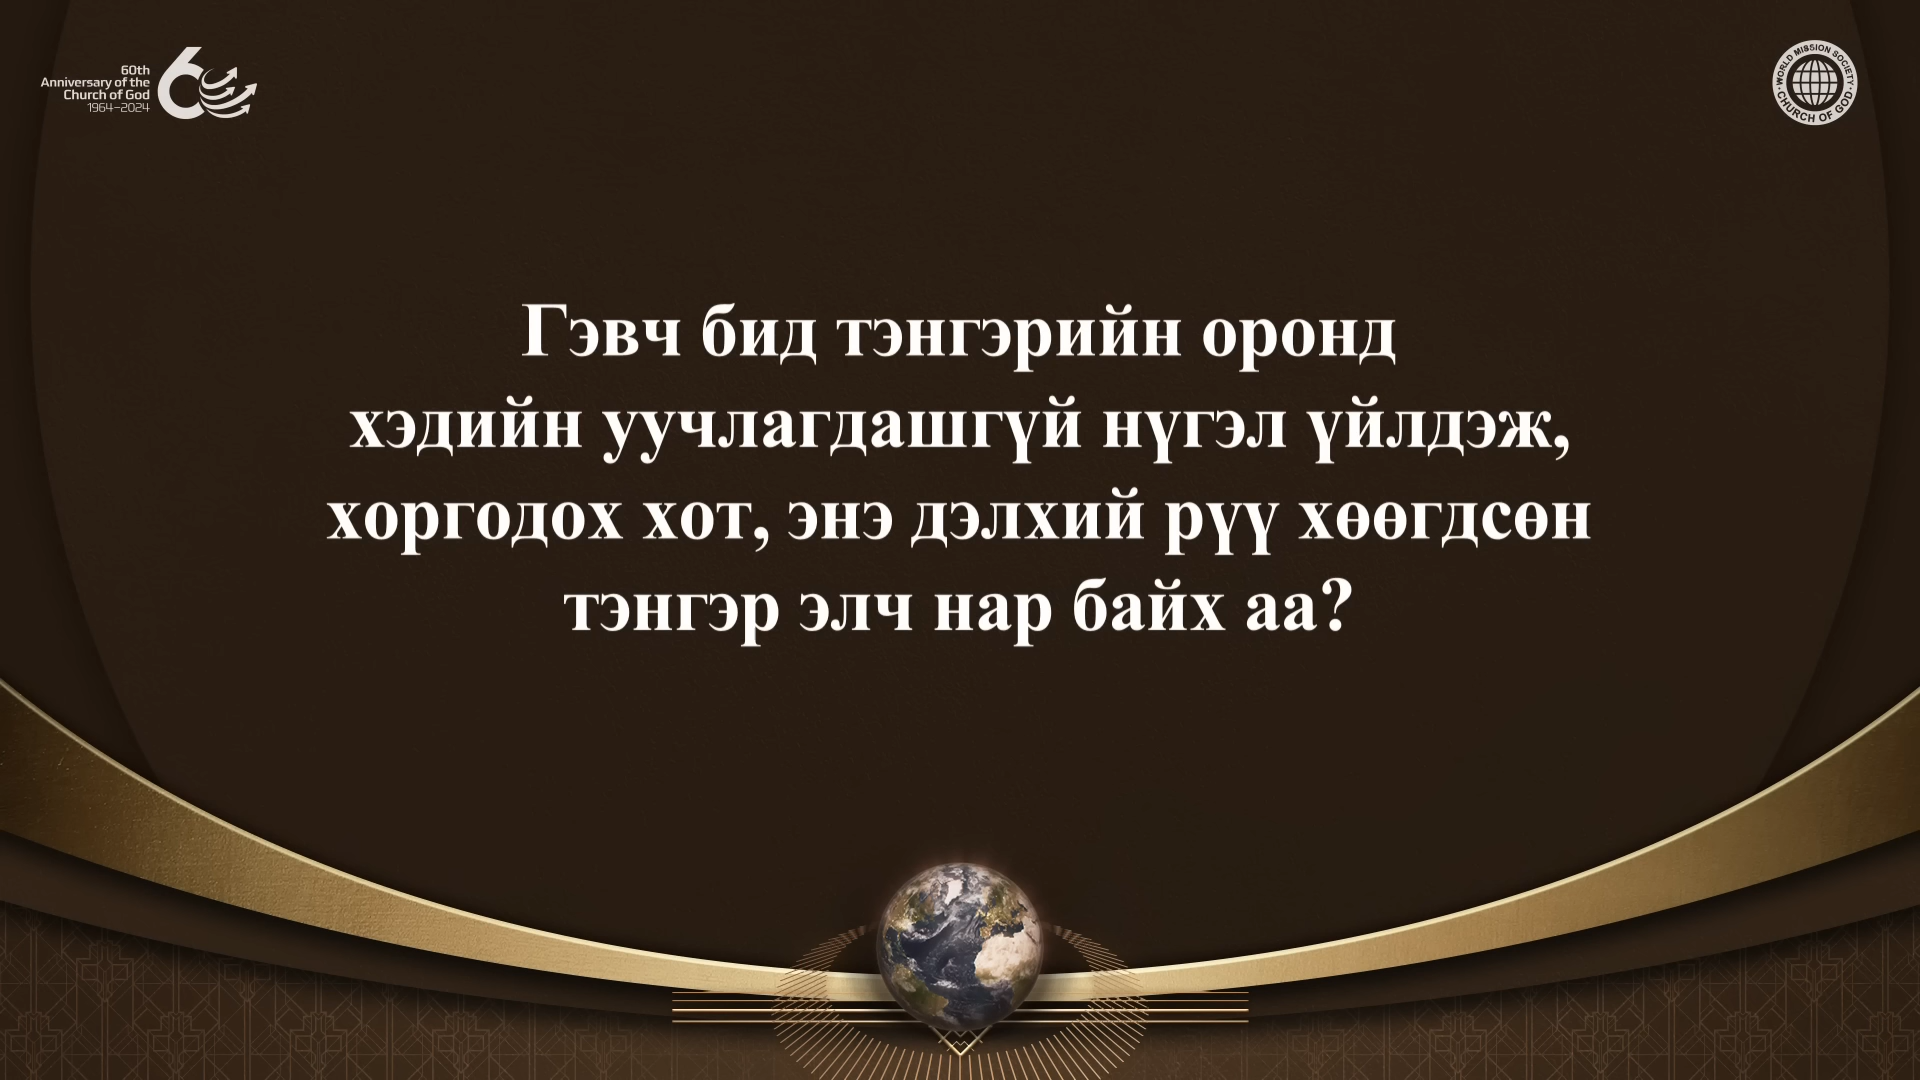 60th
Anniversary of the
Church of God
1964–2024
60
WORLD MISSION SOCIETY
CHURCH OF GOD
Гэвч бид тэнгэрийн оронд
хэдийн уучлагдашгүй нүгэл үйлдэж,
хоргодох хот, энэ дэлхий рүү хөөгдсөн
тэнгэр элч нар байх аа?